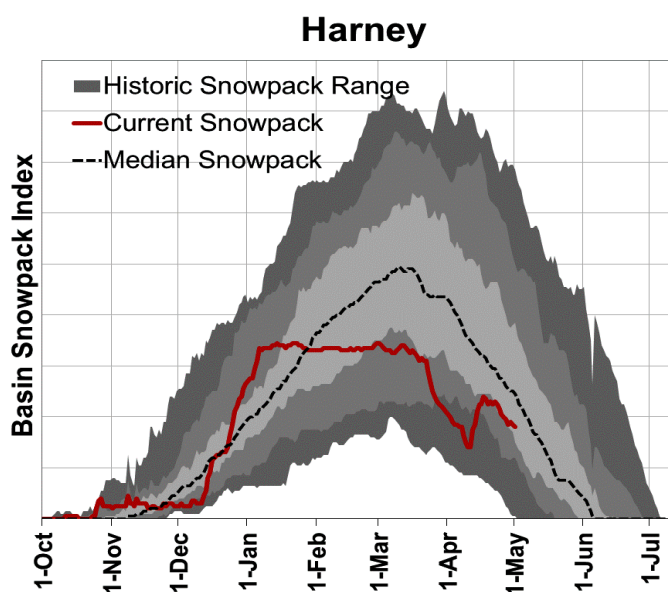 Harney
Historic Snowpack Range
Current Snowpack
Median Snowpack
Basin Snowpack Index
1-Oct
1-Nov
1-Dec
1-Jan
1-Feb
1-Mar
1-Apr
1-May
1-Jun
1-Jul